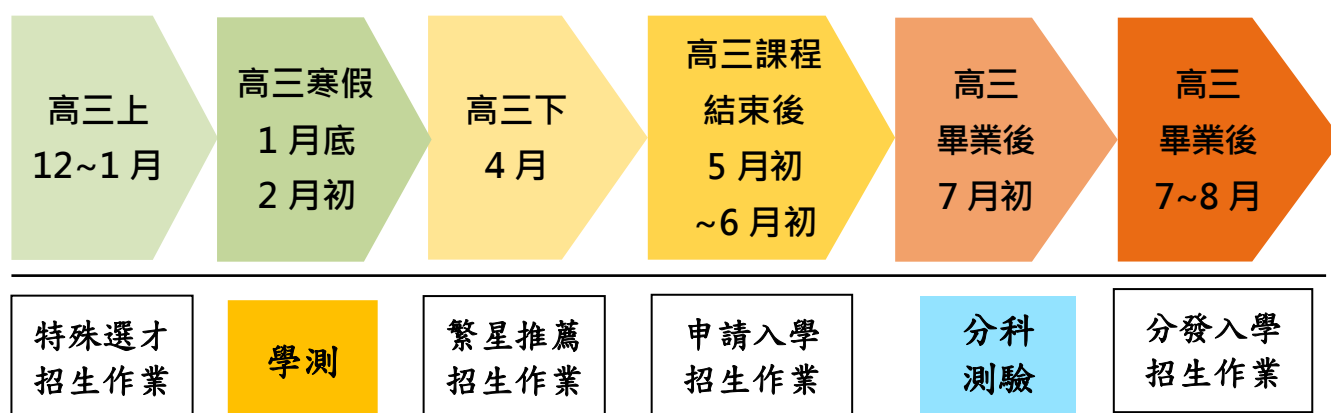 高三上
12~1 月
高三寒假
1 月底
2 月初
高三下
4 月
高三課程
結束後
5 月初
~6 月初
高三
畢業後
7 月初
高三
畢業後
7~8 月
特殊選才
招生作業
學測
繁星推薦
招生作業
申請入學
招生作業
分科
測驗
分發入學
招生作業